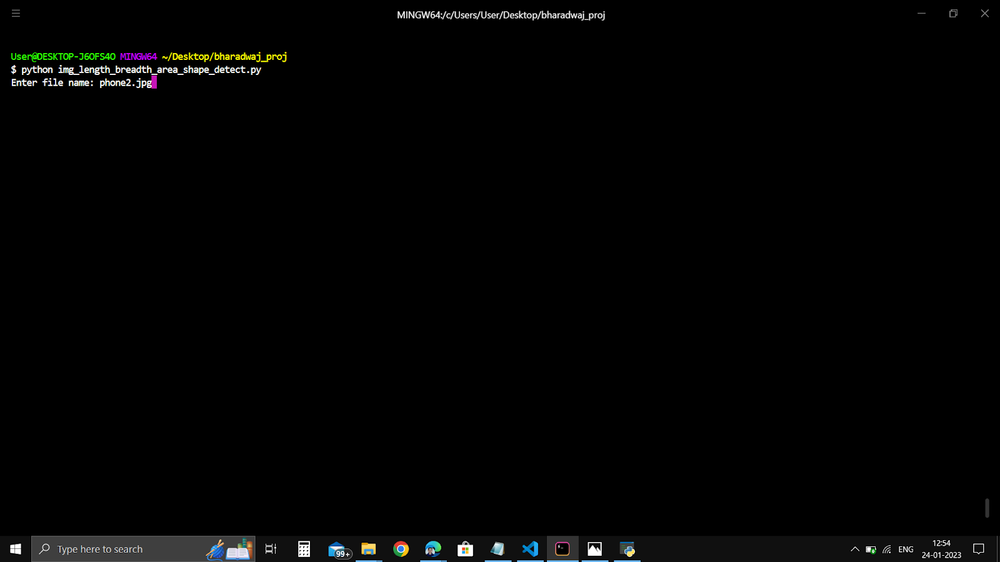 MINGW64:/c/Users/User/Desktop/bharadwaj_proj
User@DESKTOP-J6OFS4O MINGW64 ~/Desktop/bharadwaj_proj
$ python img_length_breadth_area_shape_detect.py
Enter file name: phone2.jpg
Type here to search
99+
ENG
12:54
24-01-2023